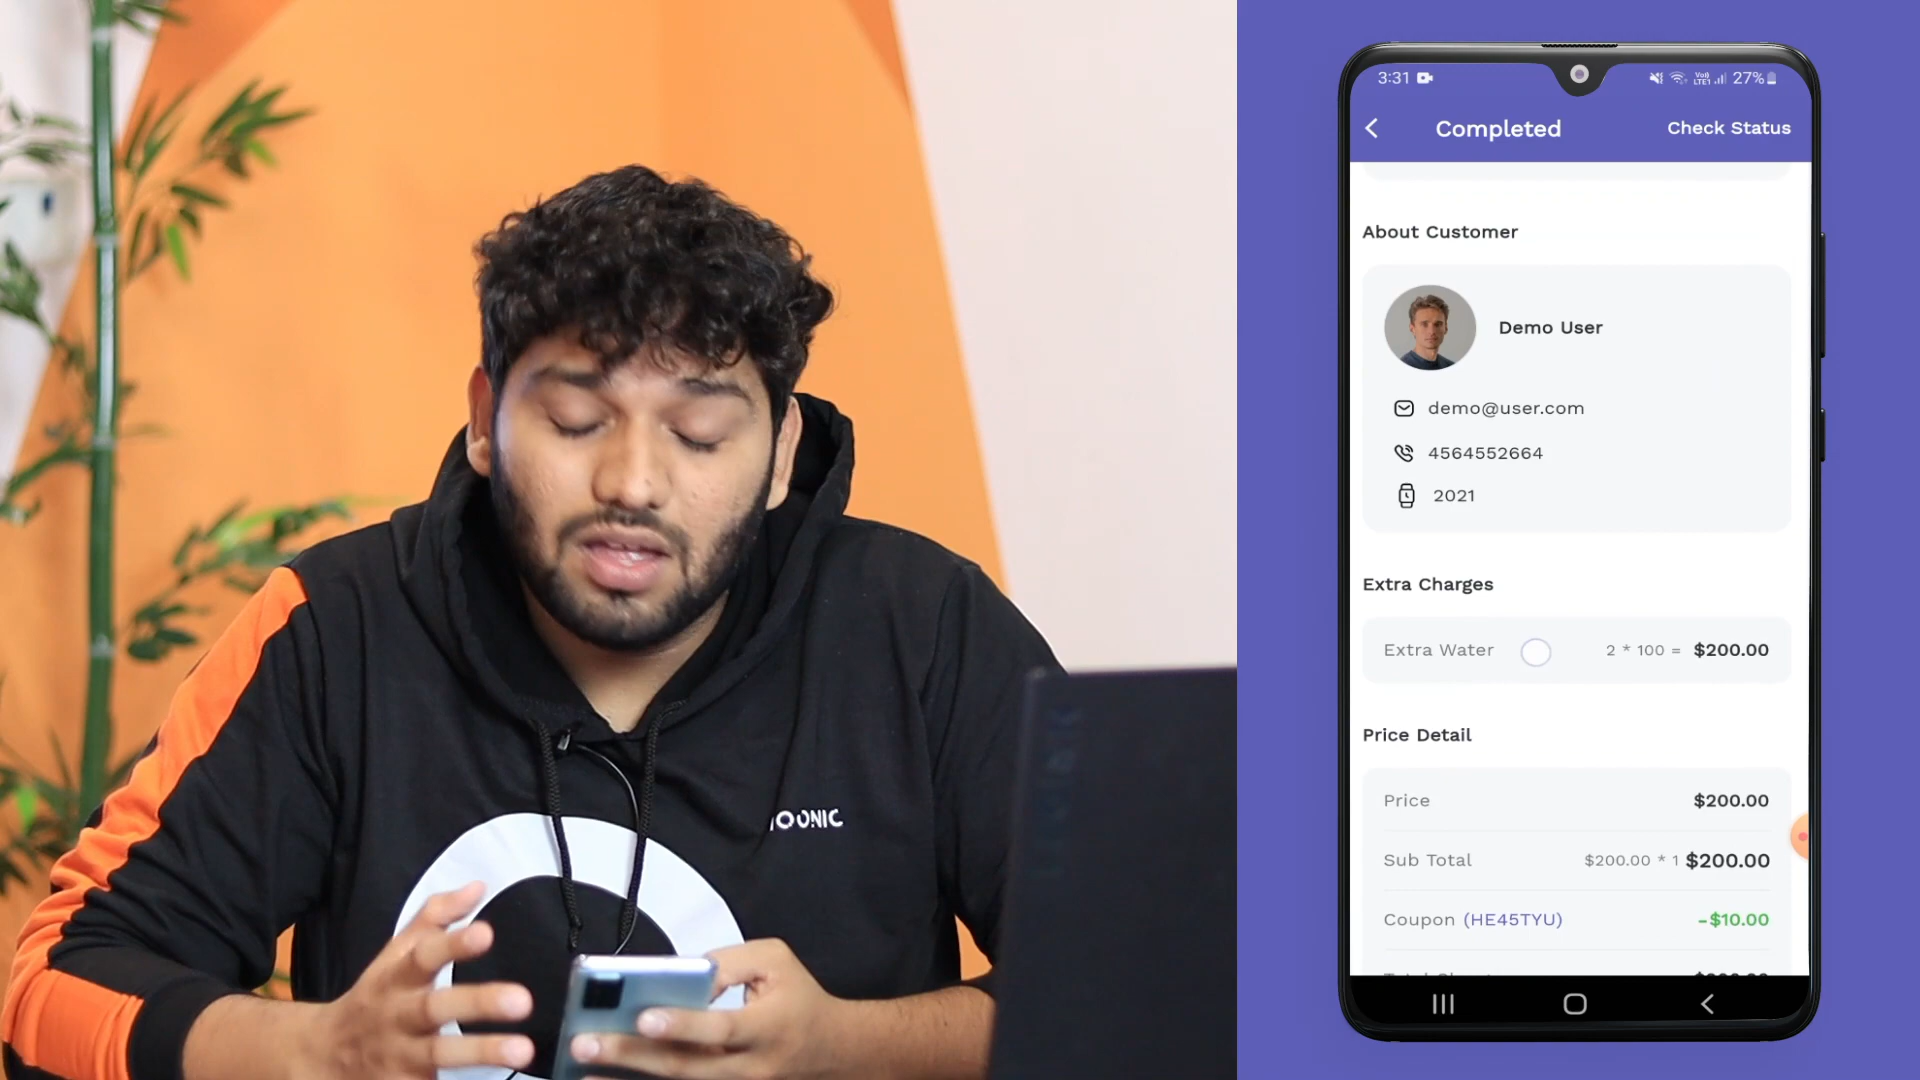 3:31
27%
Completed
Check Status
About Customer
Demo User
demo@user.com
4564552664
2021
Extra Charges
Extra Water 2 * 100 = $200.00
Price Detail
Price $200.00
Sub Total $200.00 * 1 $200.00
Coupon (HE45TYU) -$10.00